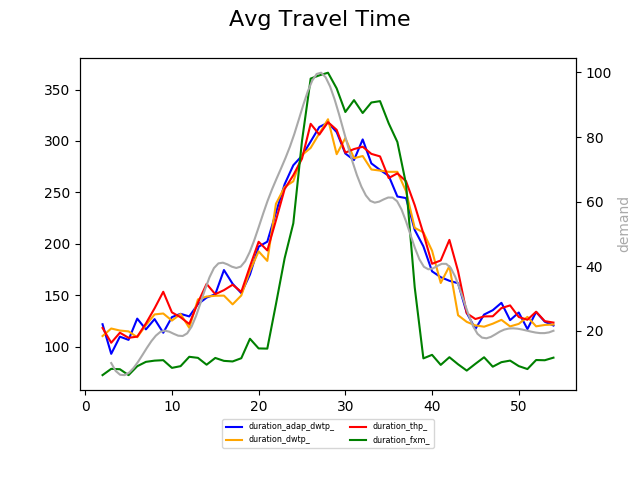 Avg Travel Time
350
300
250
200
150
100
100
80
60
40
20
demand
0 10 20 30 40 50
duration_adap_dwtp_ duration_thp_
duration_dwtp_ duration_fxm_